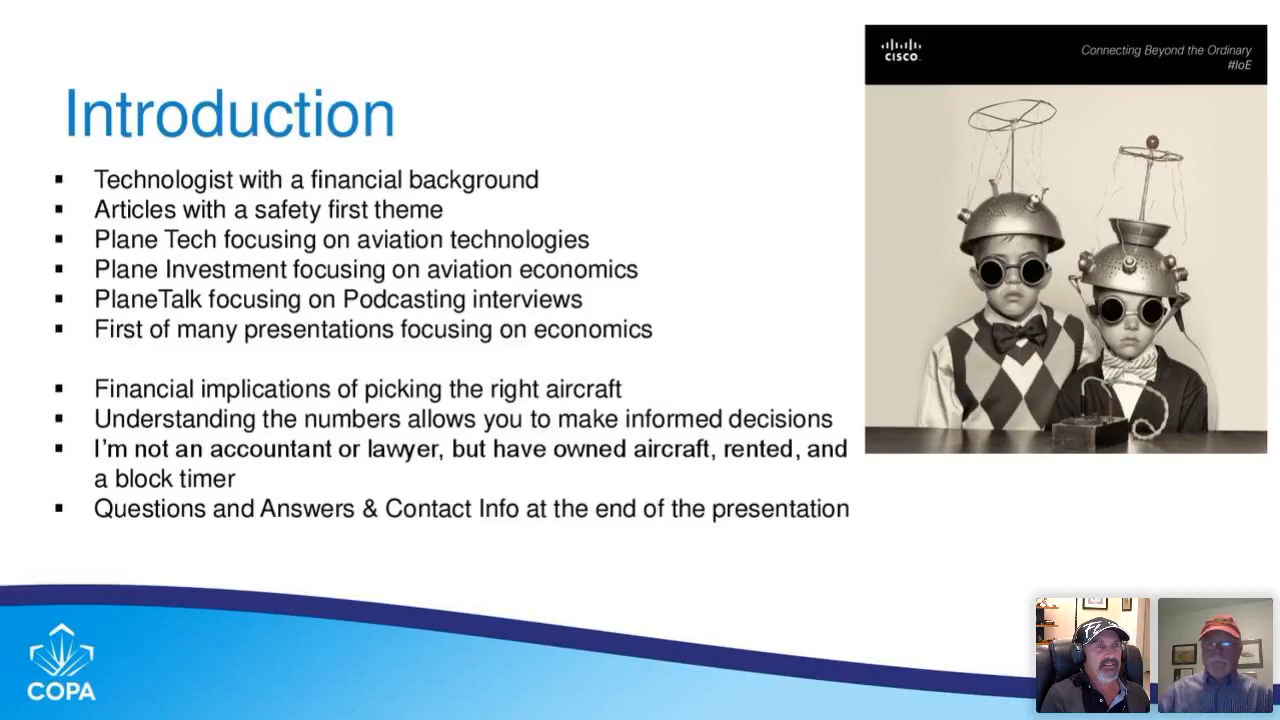 CISCO
Connecting Beyond the Ordinary
#IoE
Introduction
▪ Technologist with a financial background
▪ Articles with a safety first theme
▪ Plane Tech focusing on aviation technologies
▪ Plane Investment focusing on aviation economics
▪ PlaneTalk focusing on Podcasting interviews
▪ First of many presentations focusing on economics
▪ Financial implications of picking the right aircraft
▪ Understanding the numbers allows you to make informed decisions
▪ I'm not an accountant or lawyer, but have owned aircraft, rented, and
a block timer
▪ Questions and Answers & Contact Info at the end of the presentation
COPA